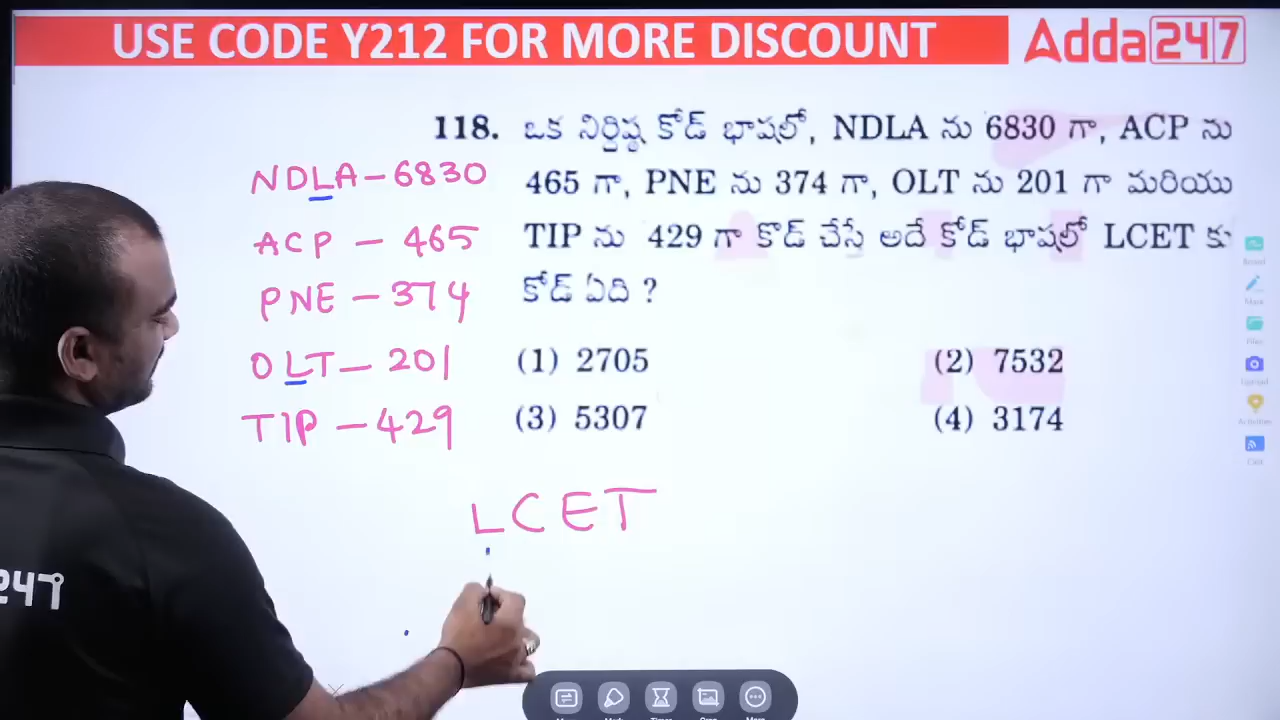 USE CODE Y212 FOR MORE DISCOUNT
Adda247
118. ఒక నిర్దిష్ఠ కోడ్ భాషలో, NDLA ను 6830 గా, ACP ను
465 గా, PNE ను 374 గా, OLT ను 201 గా మరియు
TIP ను 429 గా కొడ్ చేస్తే అదే కోడ్ భాషలో LCET కు
కోడ్ ఏది ?
(1) 2705
(2) 7532
(3) 5307
(4) 3174
NDLA – 6830
ACP – 465
PNE – 374
OLT – 201
TIP – 429
LCET
247